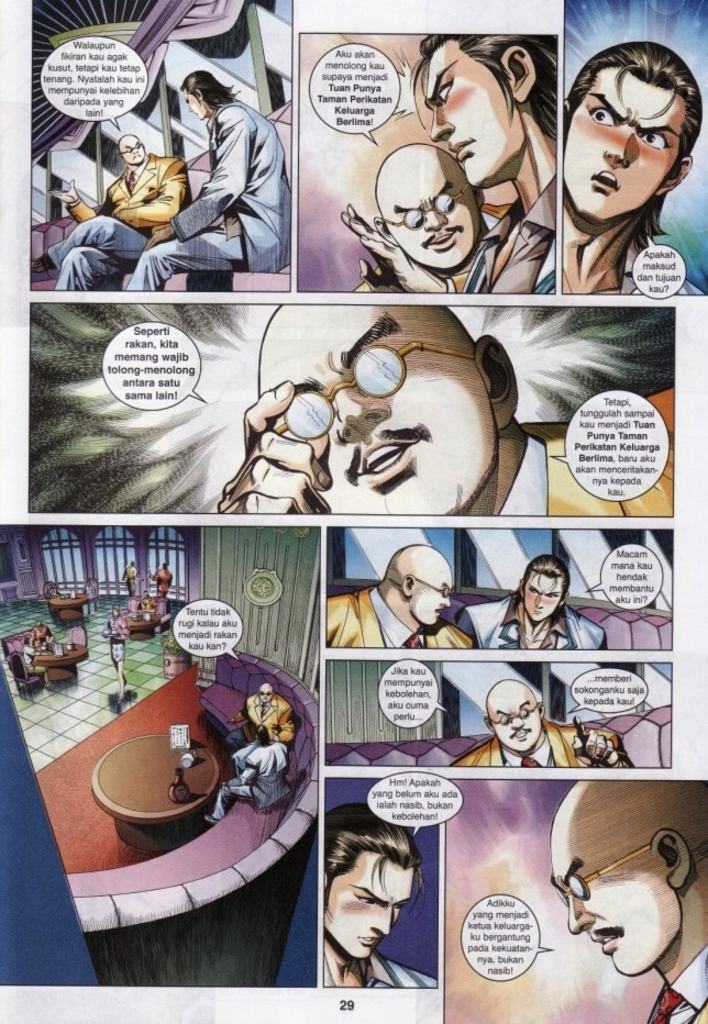 Walaupun
fikiran kau agak
kusut, tetapi kau tetap
tenang. Nyatalah kau ini
mempunyai kelebihan
daripada yang
lain!
Aku akan
menolong kau
supaya menjadi
Tuan Punya
Taman Perikatan
Keluarga
Berlima!
Apakah?
Apakah
maksud
dan tujuan
kau?
Seperti
rakan, kita
memang wajib
tolong-menolong
antara satu
sama lain!
Tetapi,
tunggulah sampai
kau menjadi Tuan
Punya Taman
Perikatan Keluarga
Berlima, baru aku
akan menceritakan-
nya kepada
kau.
Tentu tidak
rugi kalau aku
menjadi rakan
kau kan?
Macam
mana kau
hendak
membantu
aku ini?
Jika kau
mempunyai
kebolehan,
aku cuma
perlu...
...memberi
sokonganku saja
kepada kau!
Hm! Apakah
yang belum aku ada
ialah nasib, bukan
kebolehan!
Adikku
yang menjadi
ketua keluarga-
ku bergantung
pada kekuatan-
nya, bukan
nasib!
29